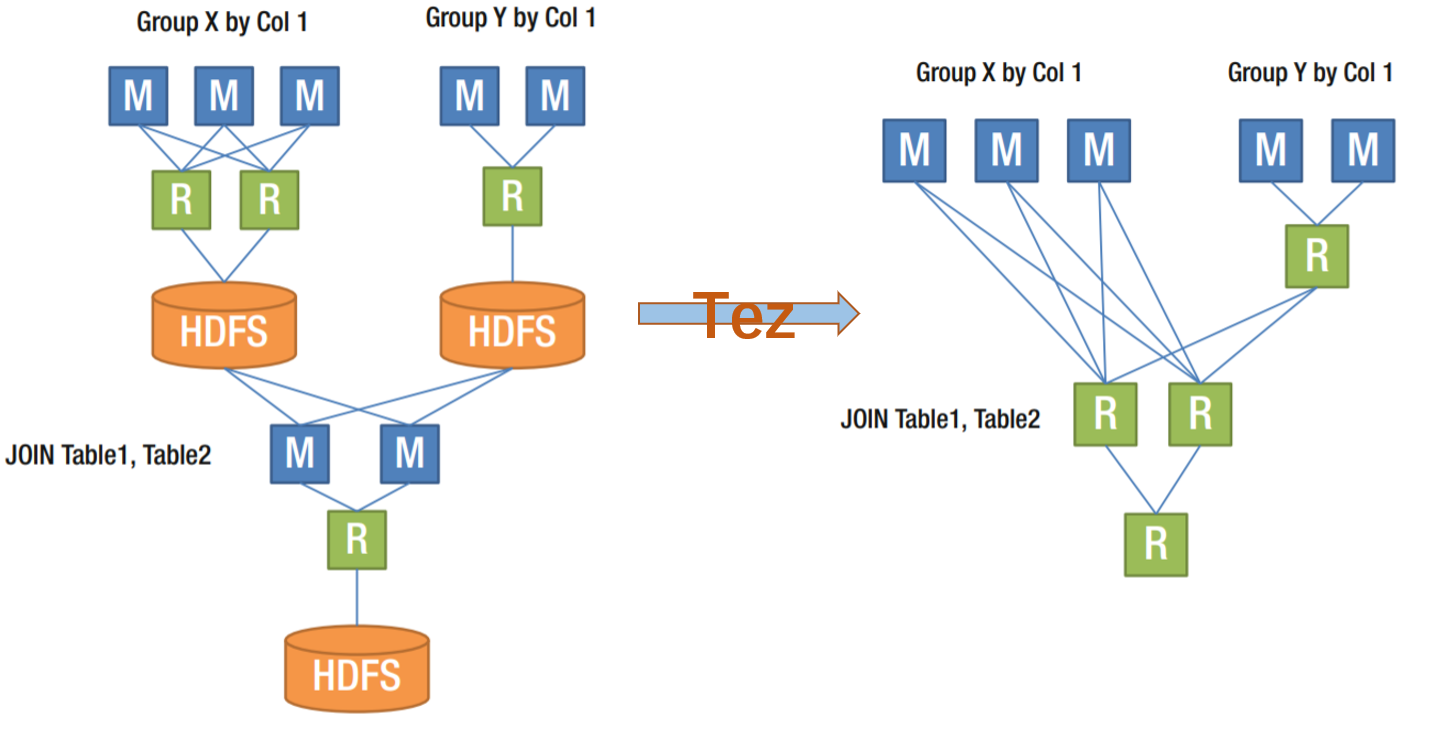 Group X by Col 1
Group Y by Col 1
M M M M M
R R R
HDFS HDFS
JOIN Table1, Table2
M M
R
HDFS
Tez
Group X by Col 1 Group Y by Col 1
M M M M M
R
JOIN Table1, Table2
R R
R